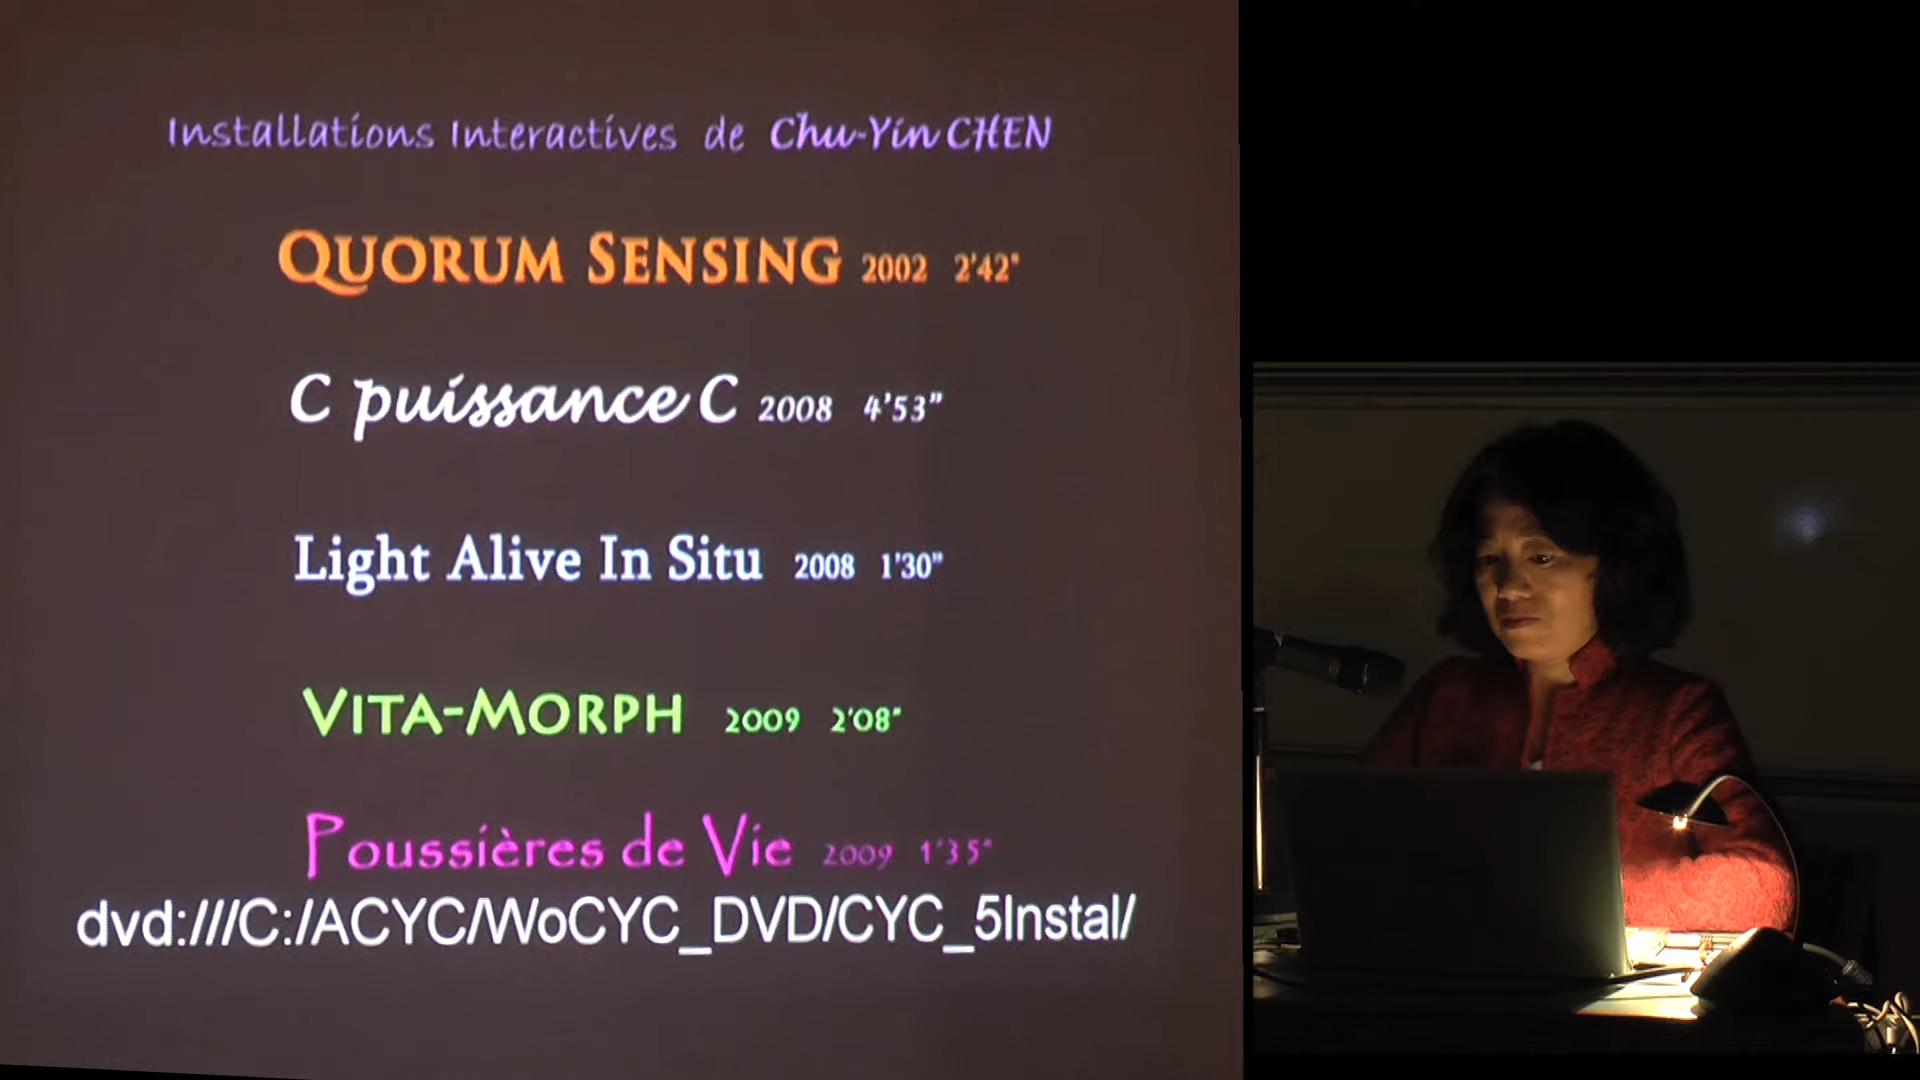 Installations Interactives de Chu-Yin CHEN
QUORUM SENSING 2002 2'42"
C puissance C 2008 4'53"
Light Alive In Situ 2008 1'30"
VITA-MORPH 2009 2'08"
Poussières de Vie 2009 1'35"
dvd:///C:/ACYC/WoCYC_DVD/CYC_5Instal/